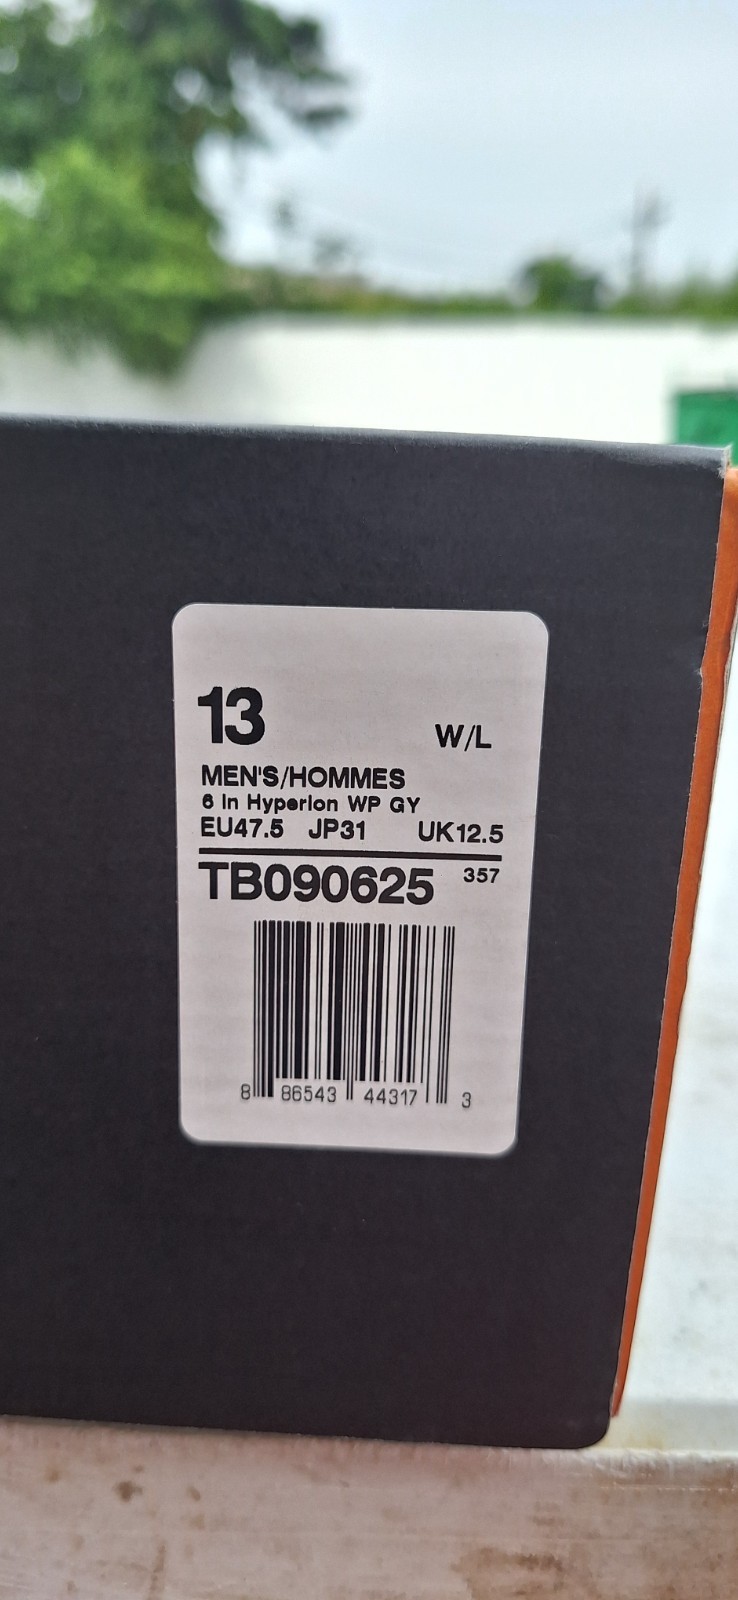 13 W/L
MEN'S/HOMMES
6 In Hyperion WP GY
EU47.5 JP31 UK12.5
TB090625 357
8 86543 44317 3